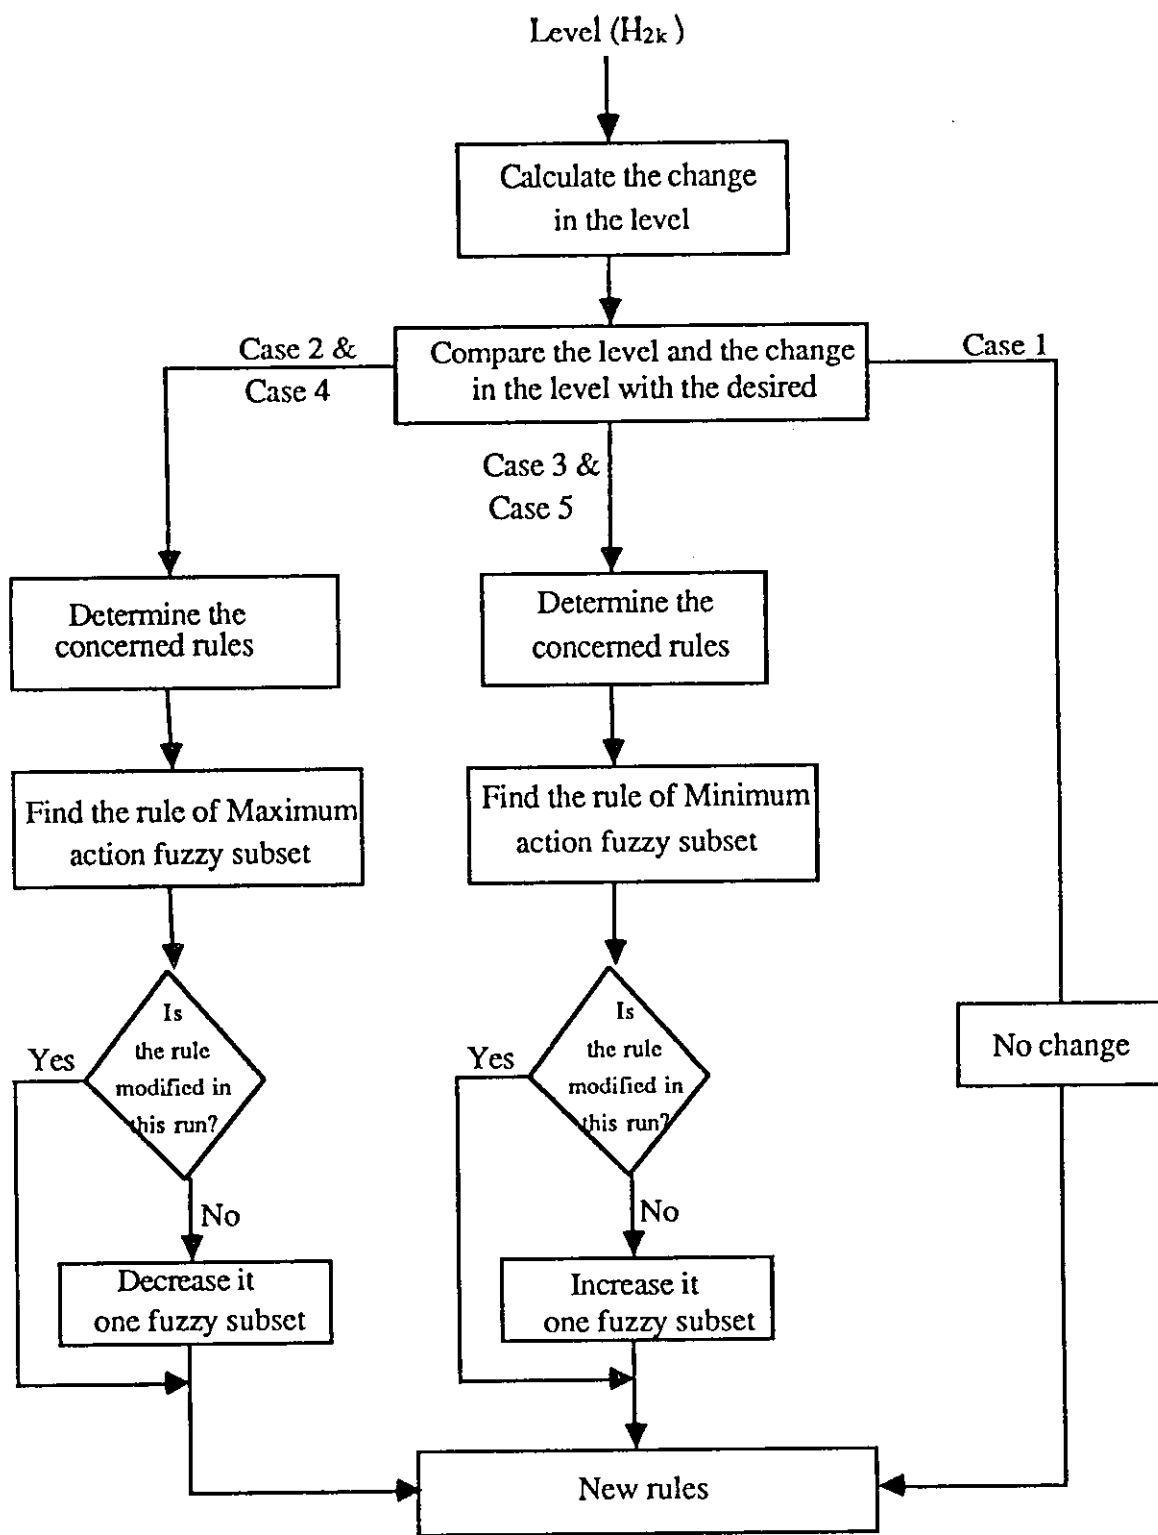 Level (H2k)
Calculate the change
in the level
Case 2 &
Case 4
Compare the level and the change
in the level with the desired
Case 1
Case 3 &
Case 5
Determine the
concerned rules
Determine the
concerned rules
Find the rule of Maximum
action fuzzy subset
Find the rule of Minimum
action fuzzy subset
Is
the rule
modified in
this run?
Yes
No
Is
the rule
modified in
this run?
Yes
No
No change
Decrease it
one fuzzy subset
Increase it
one fuzzy subset
New rules